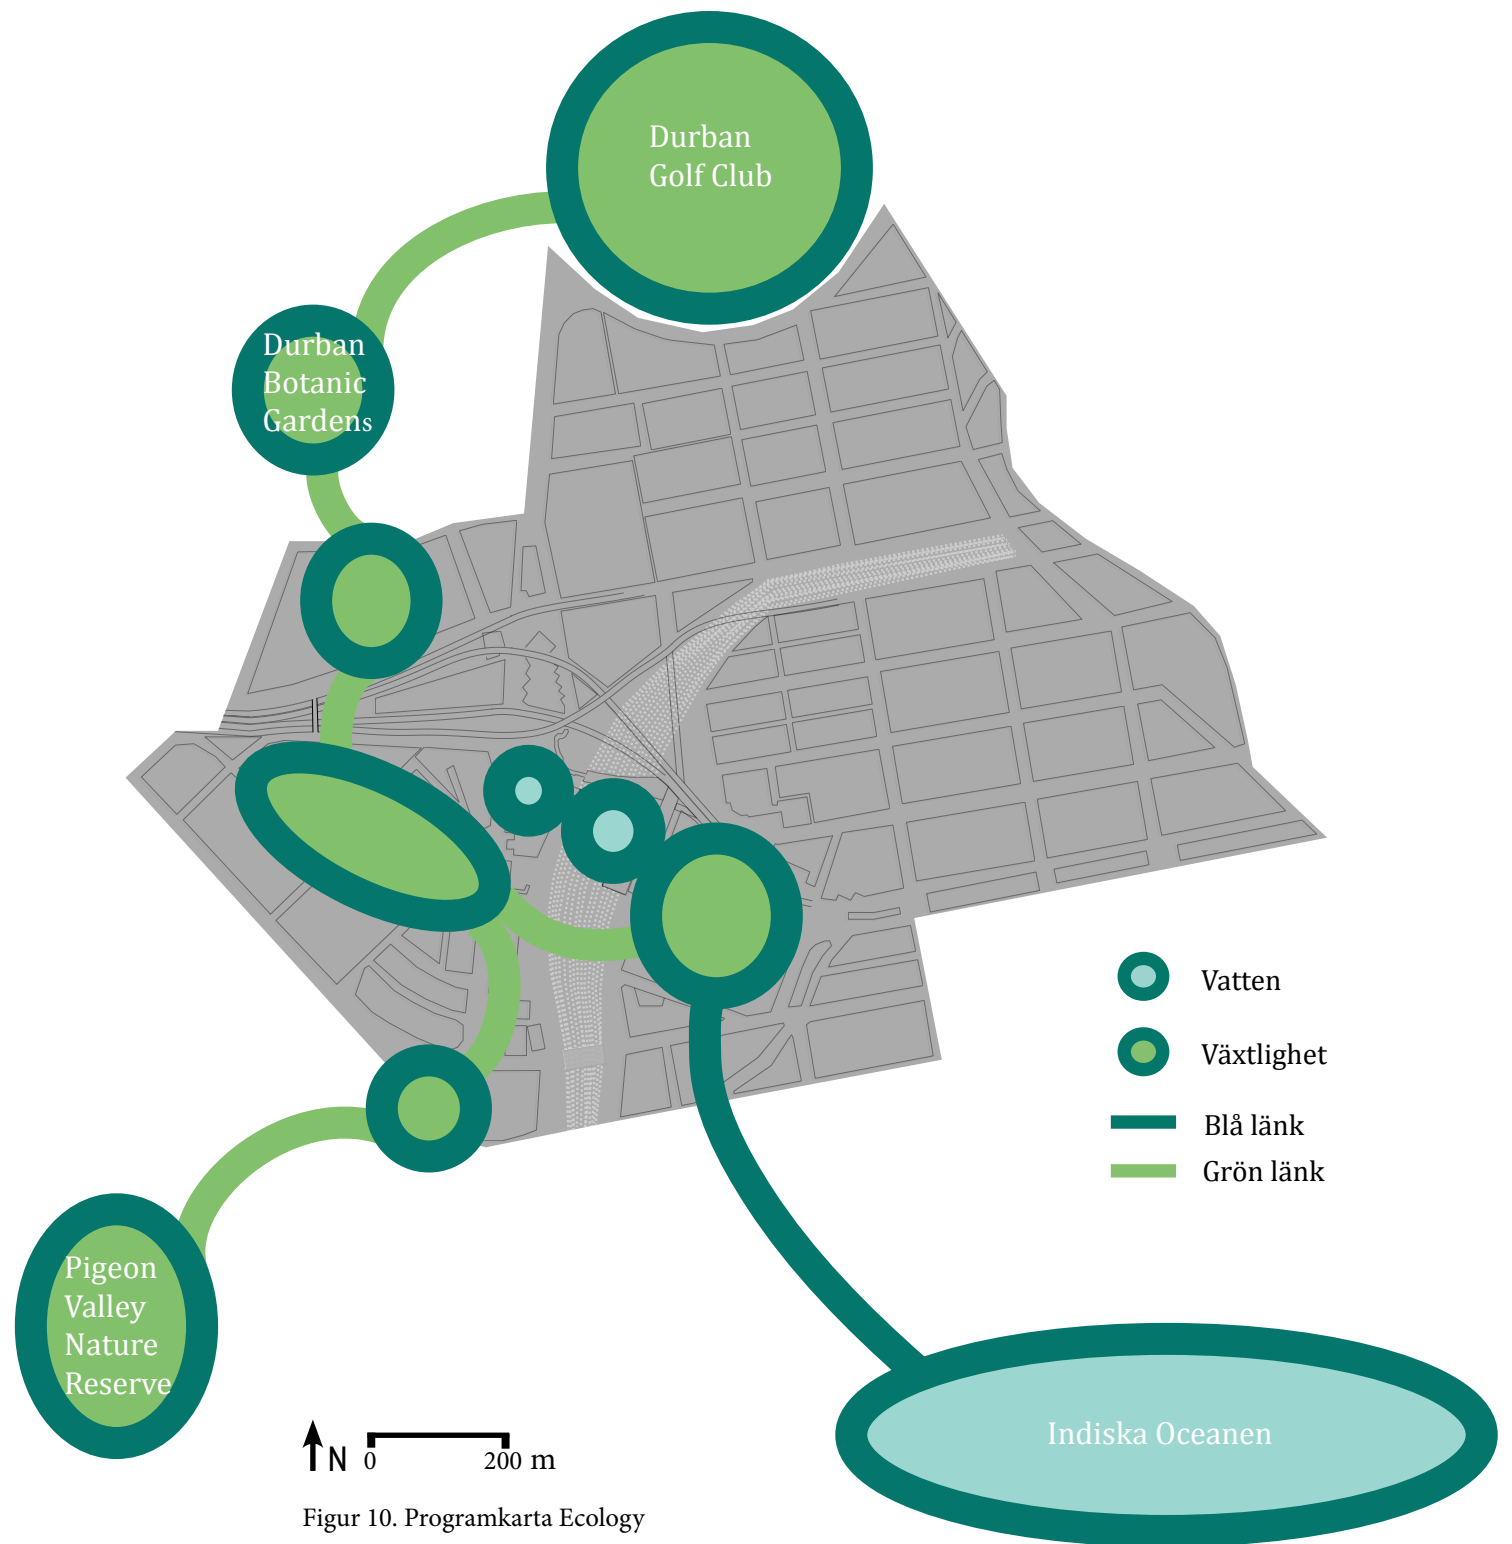 Durban
Golf Club
Durban
Botanic
Gardens
Vatten
Växtlighet
Blå länk
Grön länk
Pigeon
Valley
Nature
Reserve
Indiska Oceanen
N 0 200 m
Figur 10. Programkarta Ecology